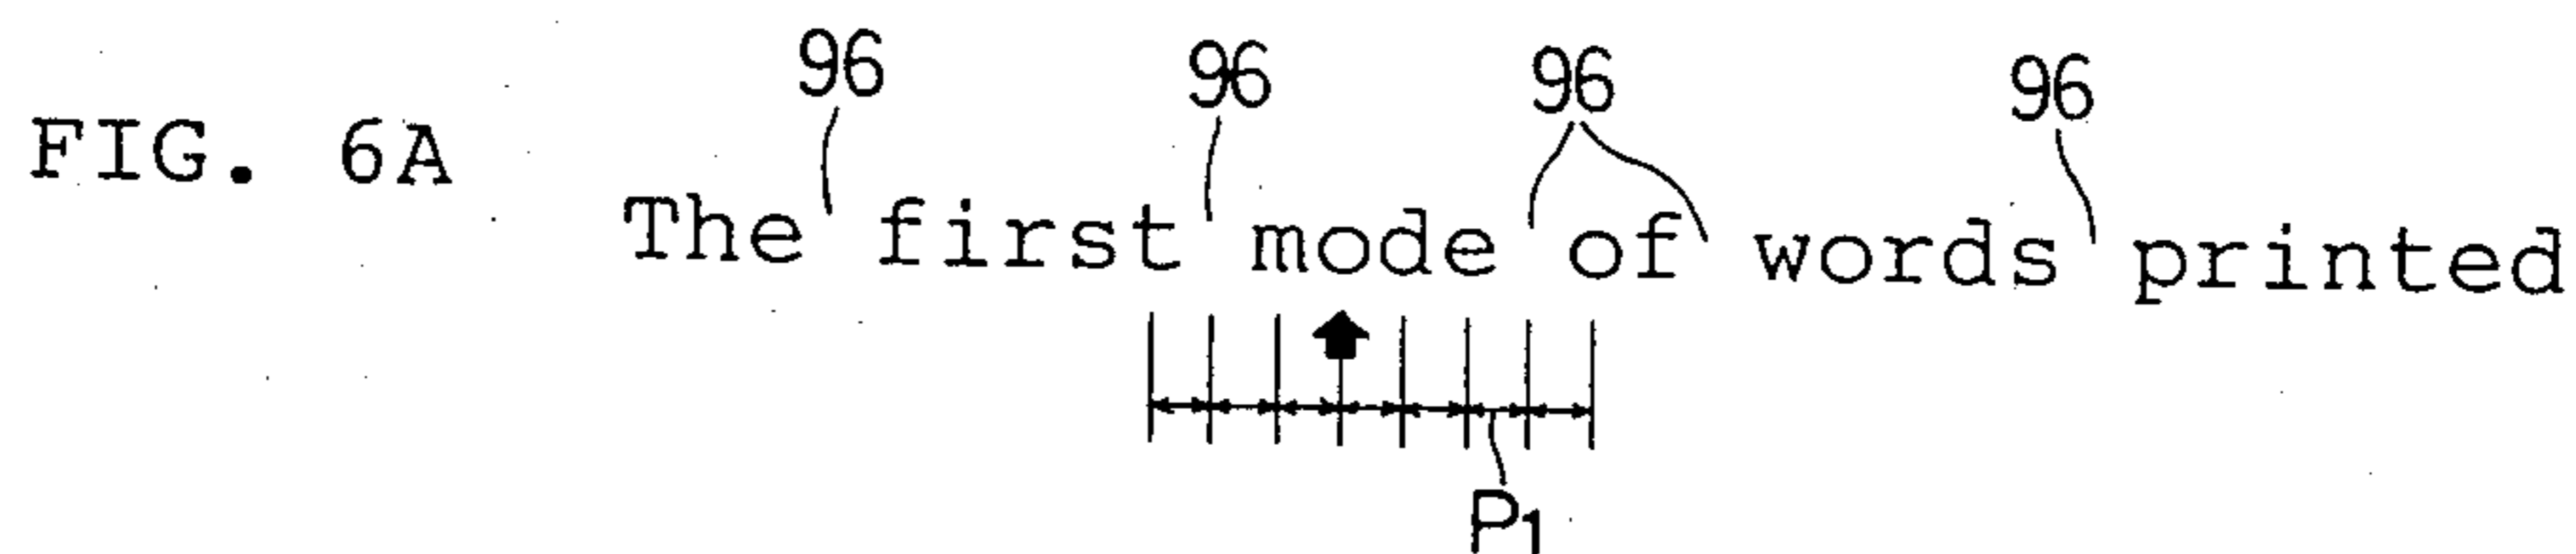 96 96 96 96
FIG. 6A
The first mode of words printed
P1